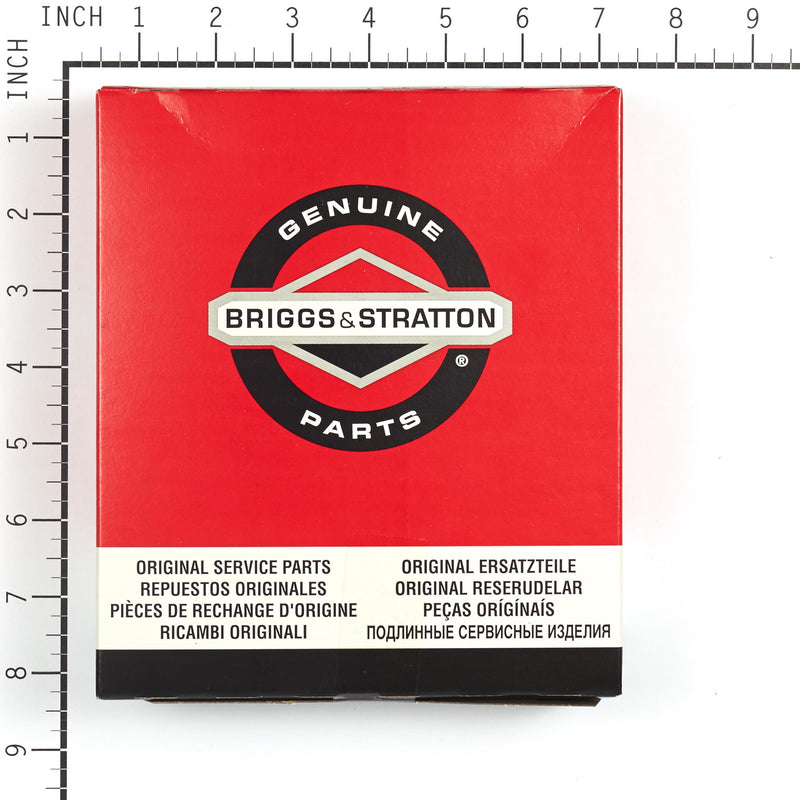 INCH 1 2 3 4 5 6 7 8 9
INCH
1
2
3
4
5
6
7
8
9
GENUINE
BRIGGS & STRATTON
®
PARTS
ORIGINAL SERVICE PARTS
REPUESTOS ORIGINALES
PIÈCES DE RECHANGE D'ORIGINE
RICAMBI ORIGINALI
ORIGINAL ERSATZTEILE
ORIGINAL RESERUDELAR
PEÇAS ORÍGÍNAÍS
ПОДЛИННЫЕ СЕРВИСНЫЕ ИЗДЕЛИЯ